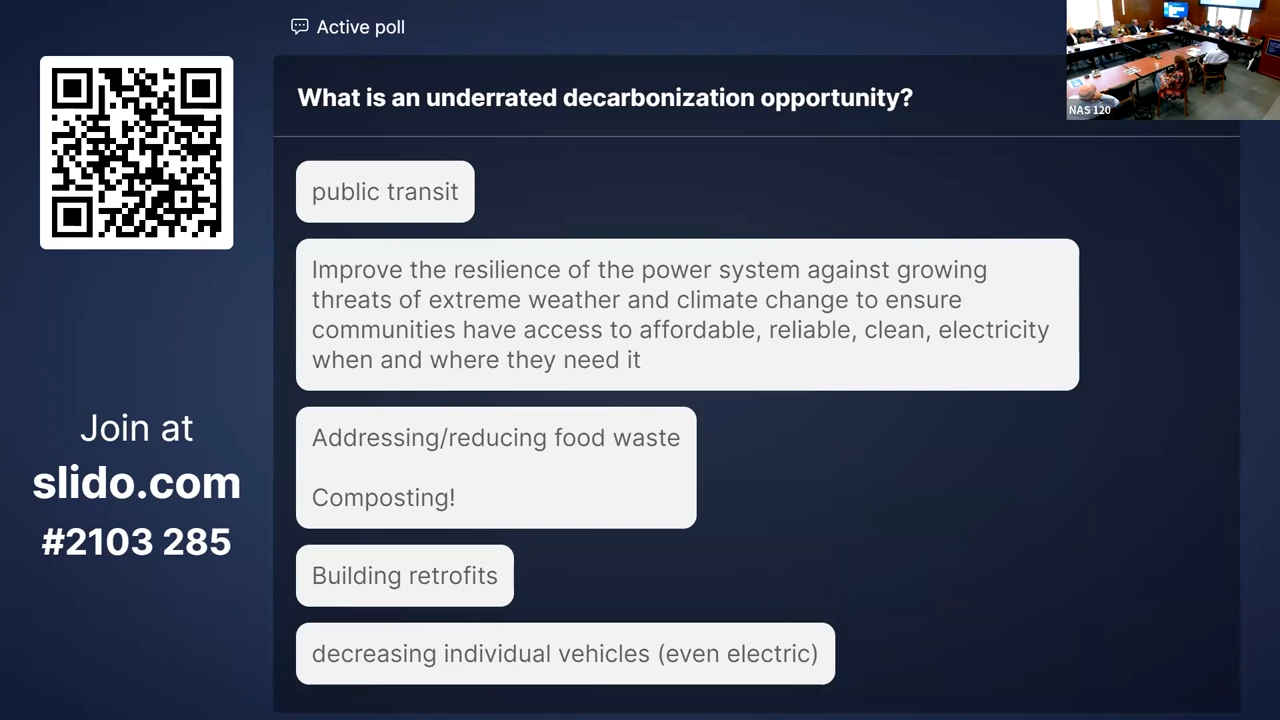 Active poll
What is an underrated decarbonization opportunity?
NAS 120
public transit
Improve the resilience of the power system against growing
threats of extreme weather and climate change to ensure
communities have access to affordable, reliable, clean, electricity
when and where they need it
Addressing/reducing food waste
Composting!
Building retrofits
decreasing individual vehicles (even electric)
Join at
slido.com
#2103 285